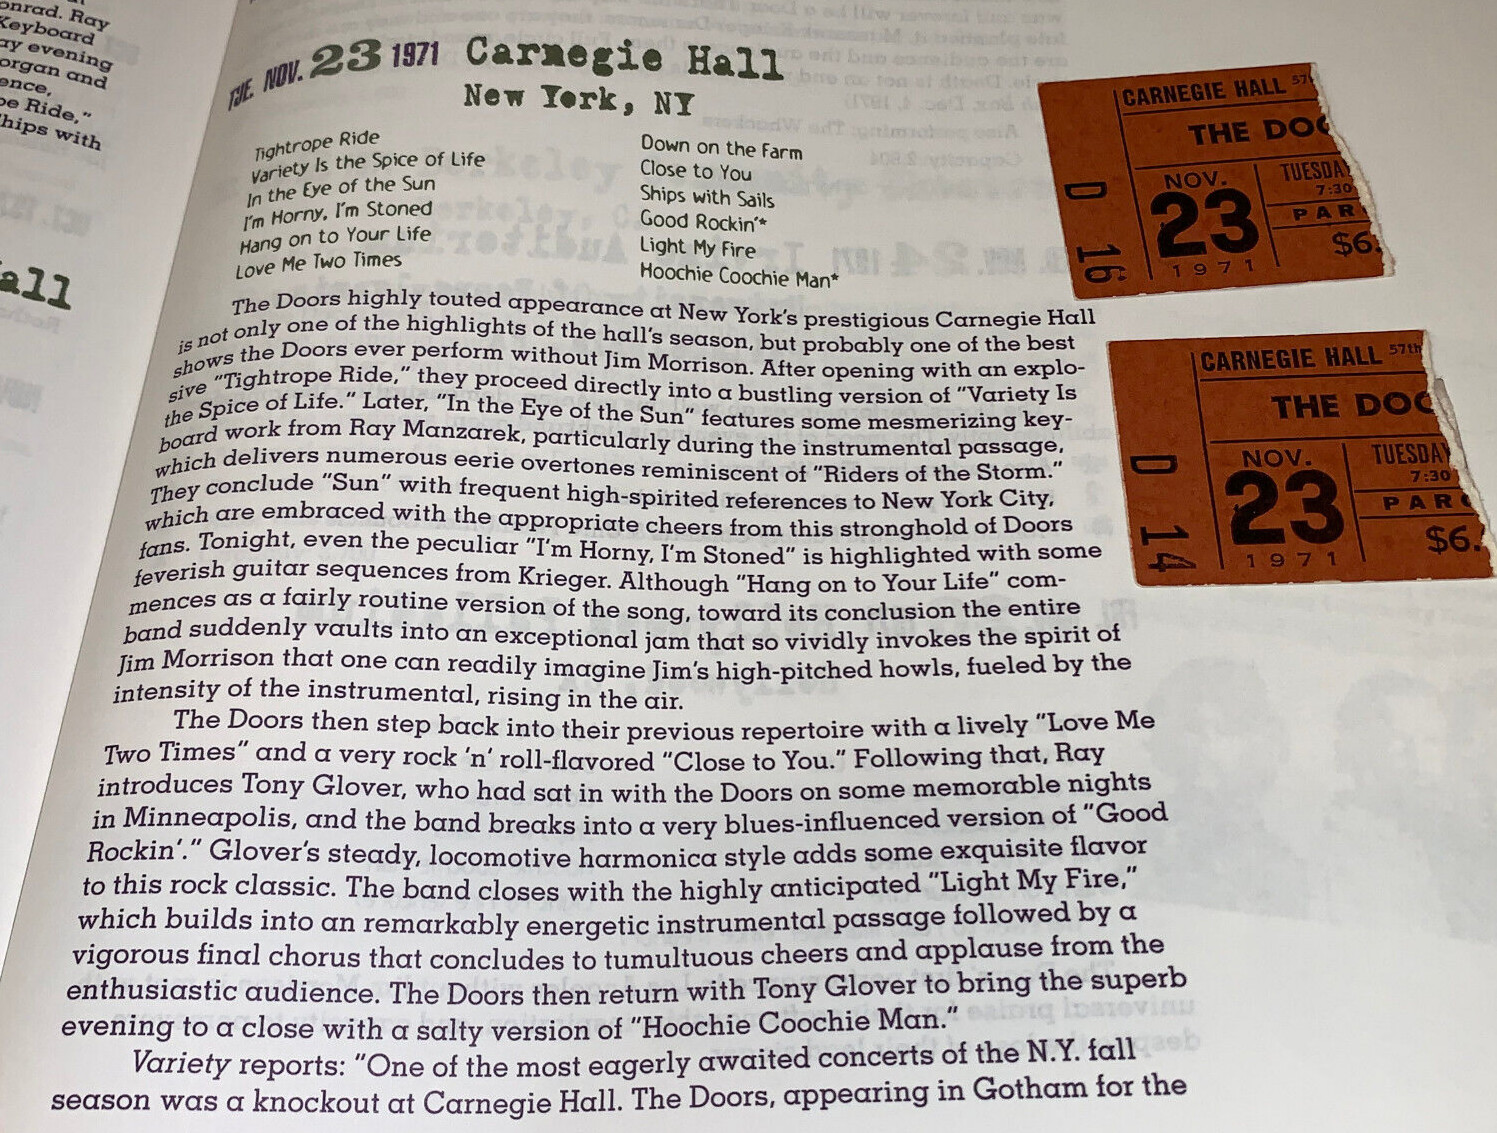 onrad. Ray
Keyboard
ay evening
organ and
ence,
pe Ride,"
hips with
all
TUE. NOV. 23 1971 Carnegie Hall
New York, NY
Tightrope Ride
Variety Is the Spice of Life
In the Eye of the Sun
I'm Horny, I'm Stoned
Hang on to Your Life
Love Me Two Times
Down on the Farm
Close to You
Ships with Sails
Good Rockin'*
Light My Fire
Hoochie Coochie Man*
The Doors highly touted appearance at New York's prestigious Carnegie Hall
is not only one of the highlights of the hall's season, but probably one of the best
shows the Doors ever perform without Jim Morrison. After opening with an explo-
sive "Tightrope Ride," they proceed directly into a bustling version of "Variety Is
the Spice of Life." Later, "In the Eye of the Sun" features some mesmerizing key-
board work from Ray Manzarek, particularly during the instrumental passage,
which delivers numerous eerie overtones reminiscent of "Riders of the Storm."
They conclude "Sun" with frequent high-spirited references to New York City,
which are embraced with the appropriate cheers from this stronghold of Doors
fans. Tonight, even the peculiar "I'm Horny, I'm Stoned" is highlighted with some
feverish guitar sequences from Krieger. Although "Hang on to Your Life" com-
mences as a fairly routine version of the song, toward its conclusion the entire
band suddenly vaults into an exceptional jam that so vividly invokes the spirit of
Jim Morrison that one can readily imagine Jim's high-pitched howls, fueled by the
intensity of the instrumental, rising in the air.
The Doors then step back into their previous repertoire with a lively "Love Me
Two Times" and a very rock 'n' roll-flavored "Close to You." Following that, Ray
introduces Tony Glover, who had sat in with the Doors on some memorable nights
in Minneapolis, and the band breaks into a very blues-influenced version of "Good
Rockin'." Glover's steady, locomotive harmonica style adds some exquisite flavor
to this rock classic. The band closes with the highly anticipated "Light My Fire,"
which builds into an remarkably energetic instrumental passage followed by a
vigorous final chorus that concludes to tumultuous cheers and applause from the
enthusiastic audience. The Doors then return with Tony Glover to bring the superb
evening to a close with a salty version of "Hoochie Coochie Man."
Variety reports: "One of the most eagerly awaited concerts of the N.Y. fall
season was a knockout at Carnegie Hall. The Doors, appearing in Gotham for the
CARNEGIE HALL 57t
THE DOO
NOV.
23
1971
TUESDAY
7:30
PAR
$6.
D 16
CARNEGIE HALL 57th
THE DOO
NOV.
23
1971
TUESDAY
7:30
PAR
$6.
D 14